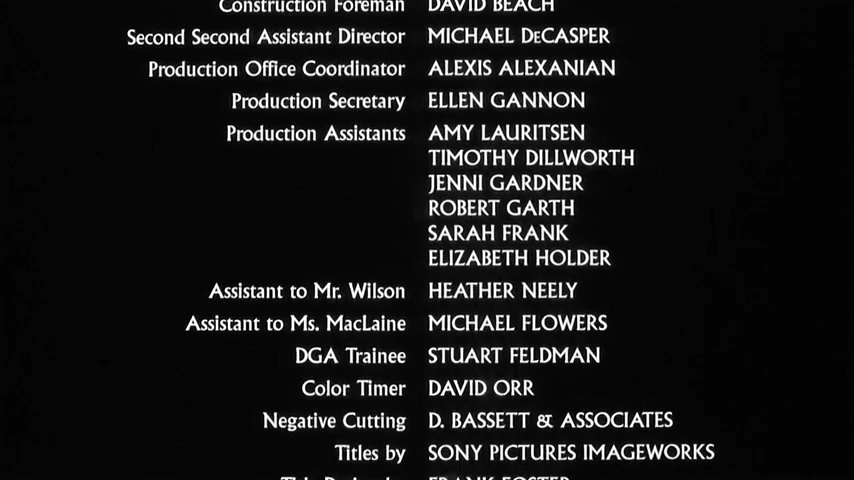 Construction Foreman DAVID BEACH
Second Second Assistant Director MICHAEL DeCASPER
Production Office Coordinator ALEXIS ALEXANIAN
Production Secretary ELLEN GANNON
Production Assistants AMY LAURITSEN
TIMOTHY DILLWORTH
JENNI GARDNER
ROBERT GARTH
SARAH FRANK
ELIZABETH HOLDER
Assistant to Mr. Wilson HEATHER NEELY
Assistant to Ms. MacLaine MICHAEL FLOWERS
DGA Trainee STUART FELDMAN
Color Timer DAVID ORR
Negative Cutting D. BASSETT & ASSOCIATES
Titles by SONY PICTURES IMAGEWORKS
FRANK FOSTER